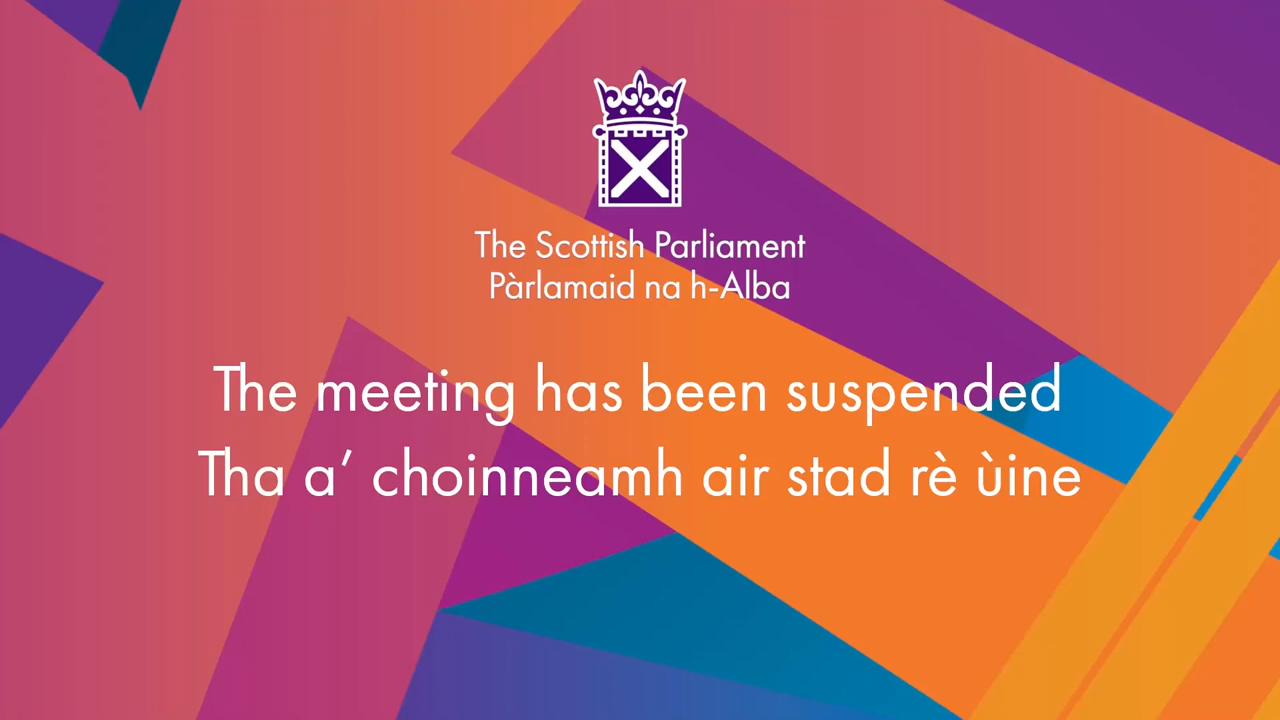 The Scottish Parliament
Pàrlamaid na h-Alba
The meeting has been suspended
Tha a’ choinneamh air stad rè ùine